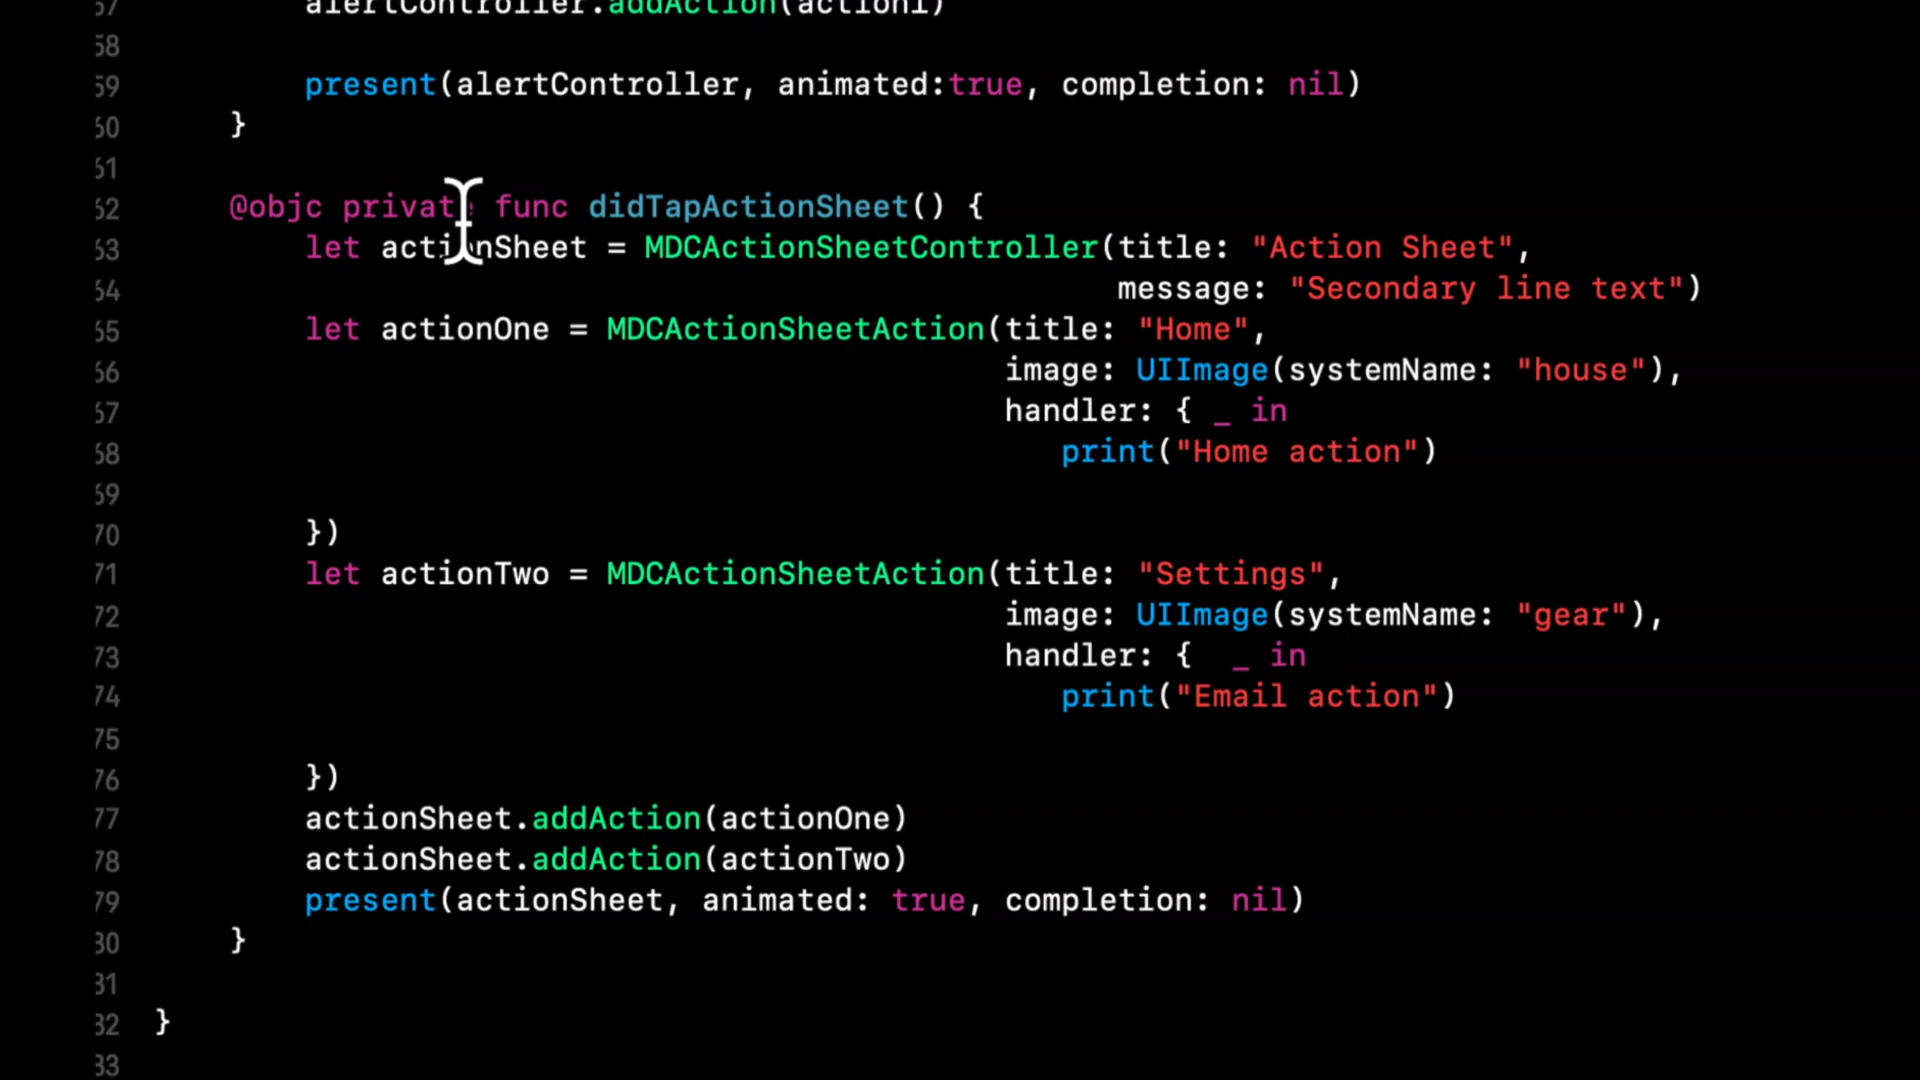 57 alertController.addAction(action1)
58
59 present(alertController, animated:true, completion: nil)
60 }
61
62 @objc private func didTapActionSheet() {
63 let actionSheet = MDCActionSheetController(title: "Action Sheet",
64 message: "Secondary line text")
65 let actionOne = MDCActionSheetAction(title: "Home",
66 image: UIImage(systemName: "house"),
67 handler: { _ in
68 print("Home action")
69
70 })
71 let actionTwo = MDCActionSheetAction(title: "Settings",
72 image: UIImage(systemName: "gear"),
73 handler: {  _ in
74 print("Email action")
75
76 })
77 actionSheet.addAction(actionOne)
78 actionSheet.addAction(actionTwo)
79 present(actionSheet, animated: true, completion: nil)
80 }
81
82 }
83